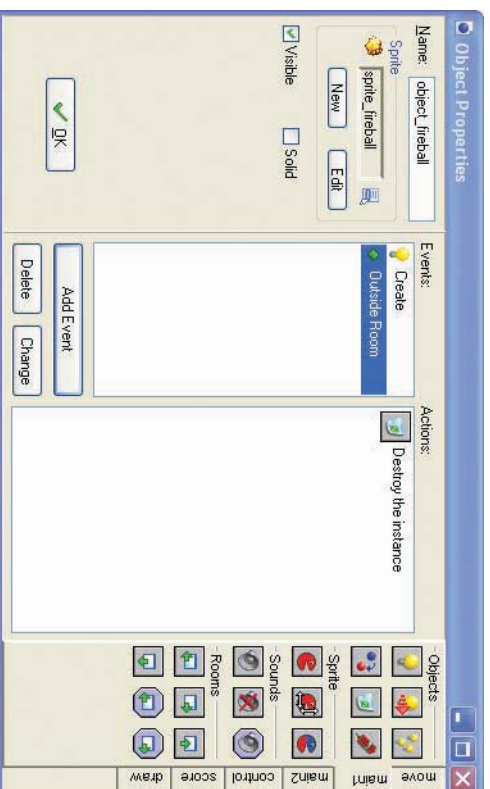 Object Properties
Name:
object_fireball
Sprite
sprite_fireball
New
Edit
Visible
Solid
OK
Events:
Create
Outside Room
Add Event
Delete
Change
Actions:
Destroy the instance
Objects
Sprite
Sounds
Rooms
move
main1
main2
control
score
draw